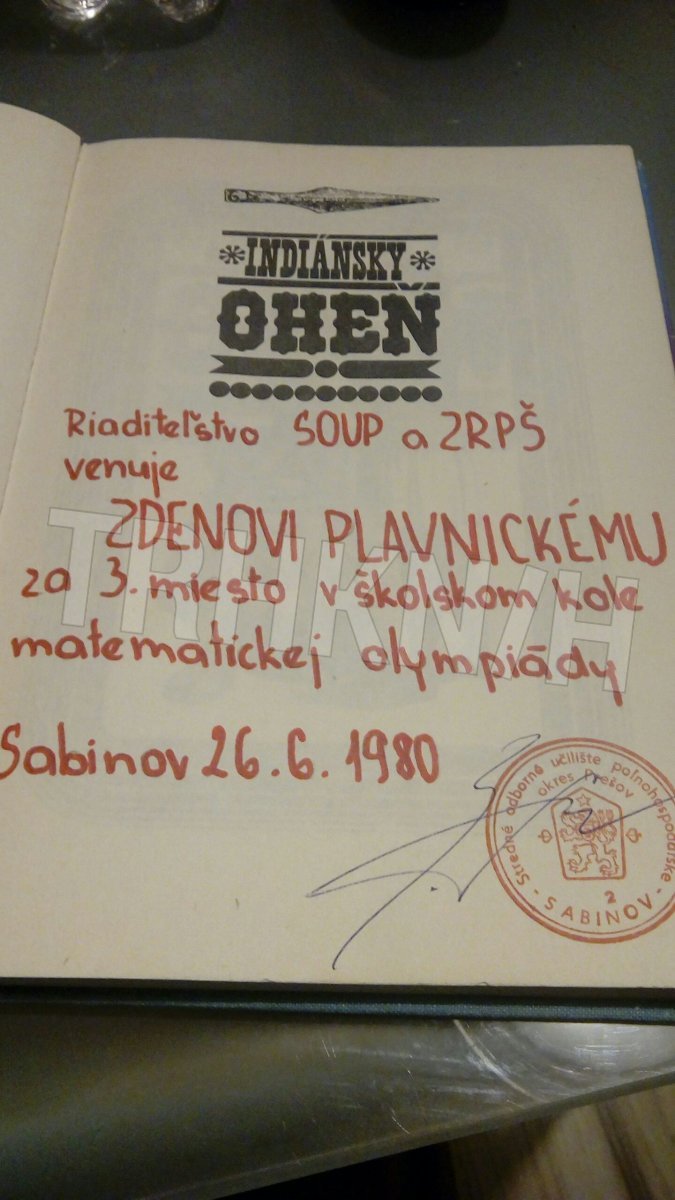 INDIÁNSKY
OHEŇ
Riaditeľstvo SOUP a ZRPŠ
venuje
ZDENOVI PLAVNICKÉMU
za 3. miesto v školskom kole
matematickej olympiády
Sabinov 26.6.1980
Stredné odborné učilište poľnohospodárske
okres Prešov
2
- SABINOV -